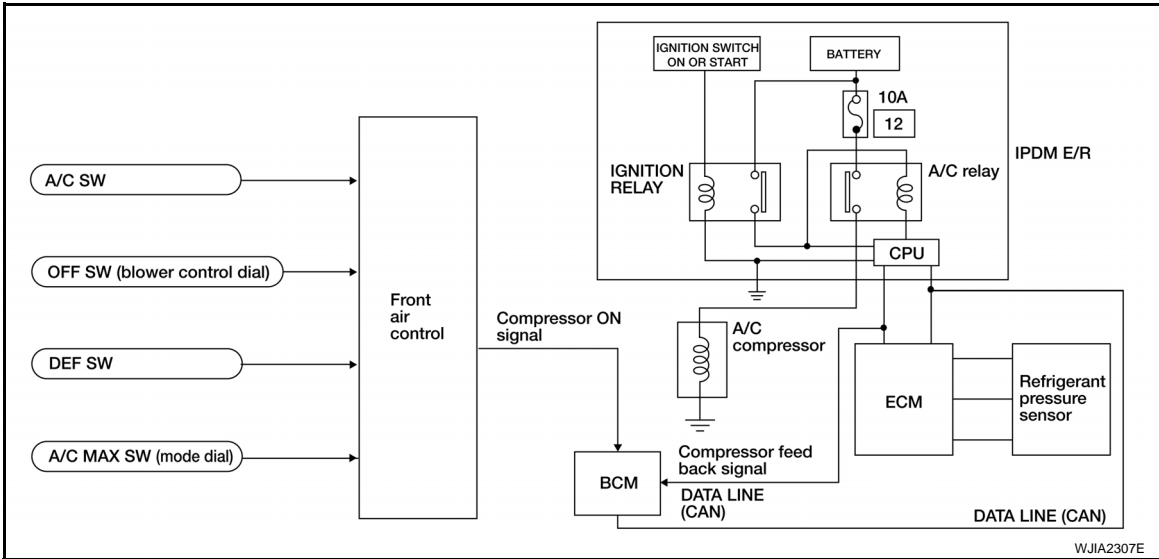 IGNITION SWITCH
ON OR START
BATTERY
10A
12
IPDM E/R
IGNITION
RELAY
A/C relay
CPU
A/C SW
OFF SW (blower control dial)
DEF SW
A/C MAX SW (mode dial)
Front
air
control
Compressor ON
signal
A/C
compressor
ECM
Refrigerant
pressure
sensor
BCM
Compressor feed
back signal
DATA LINE
(CAN)
DATA LINE (CAN)
WJIA2307E